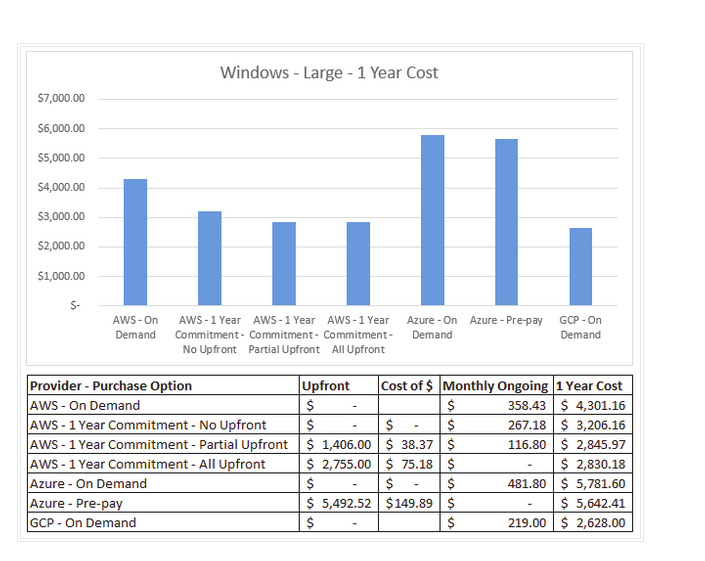 Windows - Large - 1 Year Cost
$7,000.00
$6,000.00
$5,000.00
$4,000.00
$3,000.00
$2,000.00
$1,000.00
$-
AWS - On Demand
AWS - 1 Year Commitment - No Upfront
AWS - 1 Year Commitment - Partial Upfront
AWS - 1 Year Commitment - All Upfront
Azure - On Demand
Azure - Pre-pay
GCP - On Demand
Provider - Purchase Option Upfront Cost of $ Monthly Ongoing 1 Year Cost
AWS - On Demand $ - $ 358.43 $ 4,301.16
AWS - 1 Year Commitment - No Upfront $ - $ - $ 267.18 $ 3,206.16
AWS - 1 Year Commitment - Partial Upfront $ 1,406.00 $ 38.37 $ 116.80 $ 2,845.97
AWS - 1 Year Commitment - All Upfront $ 2,755.00 $ 75.18 $ - $ 2,830.18
Azure - On Demand $ - $ - $ 481.80 $ 5,781.60
Azure - Pre-pay $ 5,492.52 $149.89 $ - $ 5,642.41
GCP - On Demand $ - $ 219.00 $ 2,628.00